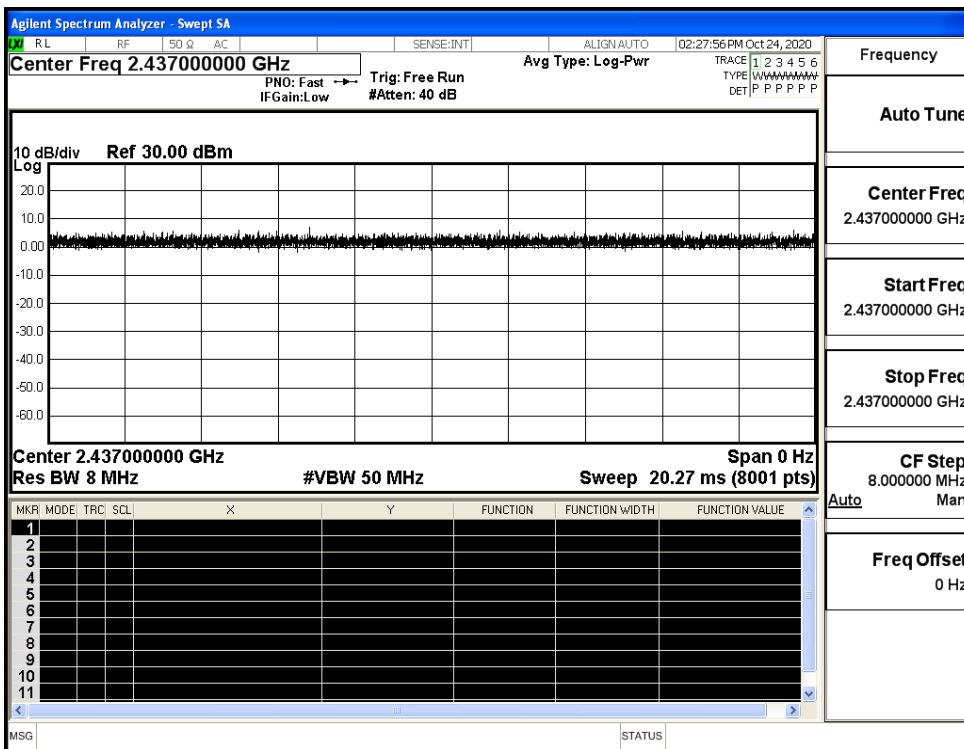 Agilent Spectrum Analyzer - Swept SA
LXI RL RF 50 Ω AC SENSE:INT ALIGN AUTO 02:27:56 PM Oct 24, 2020
Center Freq 2.437000000 GHz
PNO: Fast
IFGain:Low
Trig: Free Run
#Atten: 40 dB
Avg Type: Log-Pwr
TRACE 1 2 3 4 5 6
TYPE WWWWWW
DET P P P P P P
10 dB/div Ref 30.00 dBm
Log
20.0
10.0
0.00
-10.0
-20.0
-30.0
-40.0
-50.0
-60.0
Center 2.437000000 GHz Span 0 Hz
Res BW 8 MHz #VBW 50 MHz Sweep 20.27 ms (8001 pts)
MKR MODE TRC SCL X Y FUNCTION FUNCTION WIDTH FUNCTION VALUE
1
2
3
4
5
6
7
8
9
10
11
MSG STATUS
Frequency
Auto Tune
Center Freq
2.437000000 GHz
Start Freq
2.437000000 GHz
Stop Freq
2.437000000 GHz
CF Step
8.000000 MHz
Auto Man
Freq Offset
0 Hz